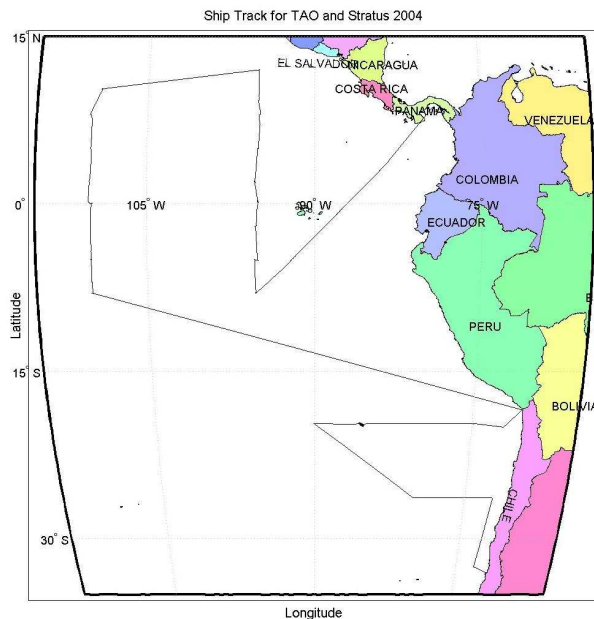 Ship Track for TAO and Stratus 2004
15° N
EL SALVADOR
NICARAGUA
COSTA RICA
PANAMA
VENEZUELA
COLOMBIA
0°
105° W
90° W
75° W
ECUADOR
Latitude
PERU
15° S
BOLIVIA
CHILE
30° S
Longitude